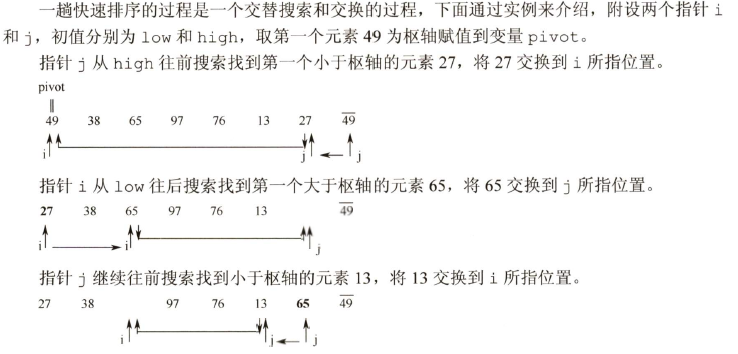 一趟快速排序的过程是一个交替搜索和交换的过程，下面通过实例来介绍，附设两个指针 i
和 j，初值分别为 low 和 high，取第一个元素 49 为枢轴赋值到变量 pivot。
指针 j 从 high 往前搜索找到第一个小于枢轴的元素 27，将 27 交换到 i 所指位置。
pivot
49 38 65 97 76 13 27 4̅9̅
i j j
指针 i 从 low 往后搜索找到第一个大于枢轴的元素 65，将 65 交换到 j 所指位置。
27 38 65 97 76 13 4̅9̅
i i j
指针 j 继续往前搜索找到小于枢轴的元素 13，将 13 交换到 i 所指位置。
27 38 97 76 13 65 4̅9̅
i j j